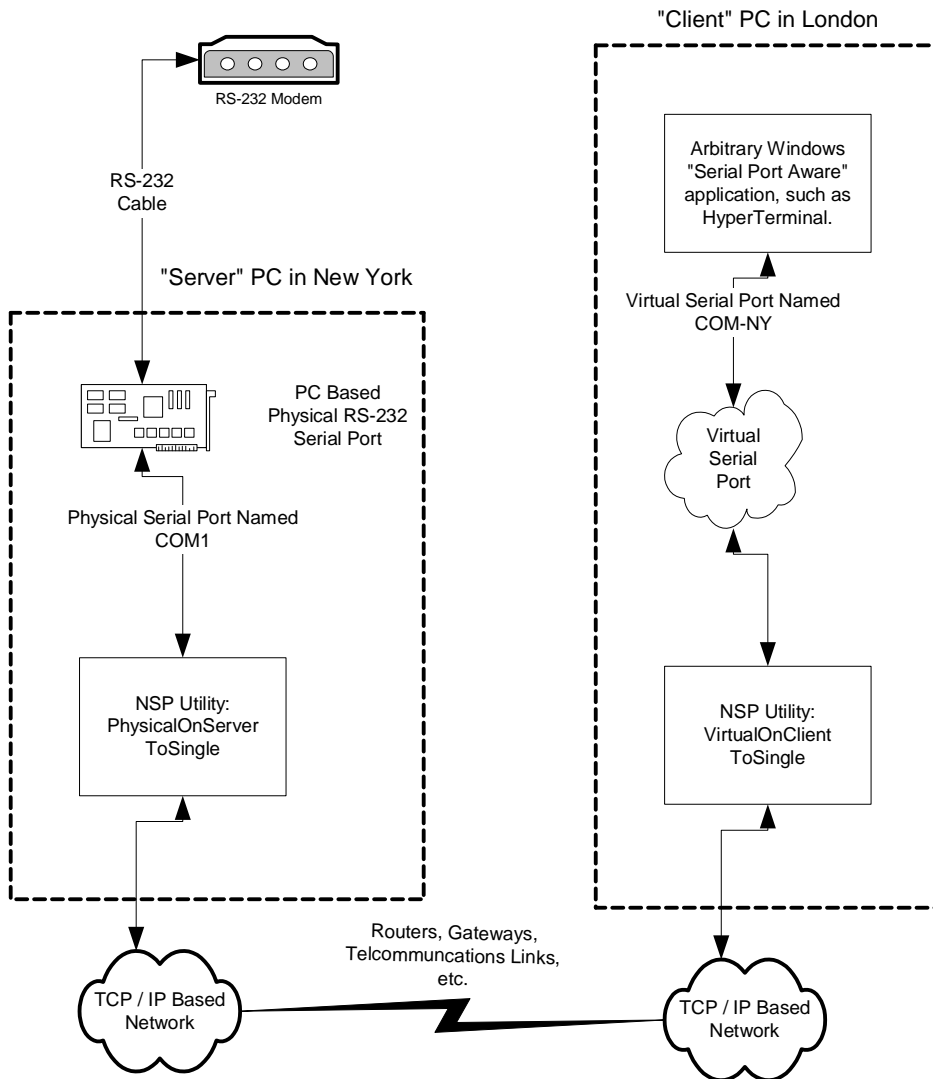 "Client" PC in London
RS-232 Modem
Arbitrary Windows
"Serial Port Aware"
application, such as
HyperTerminal.
RS-232
Cable
"Server" PC in New York
Virtual Serial Port Named
COM-NY
PC Based
Physical RS-232
Serial Port
Virtual
Serial
Port
Physical Serial Port Named
COM1
NSP Utility:
PhysicalOnServer
ToSingle
NSP Utility:
VirtualOnClient
ToSingle
Routers, Gateways,
Telcommuncations Links,
etc.
TCP / IP Based
Network
TCP / IP Based
Network